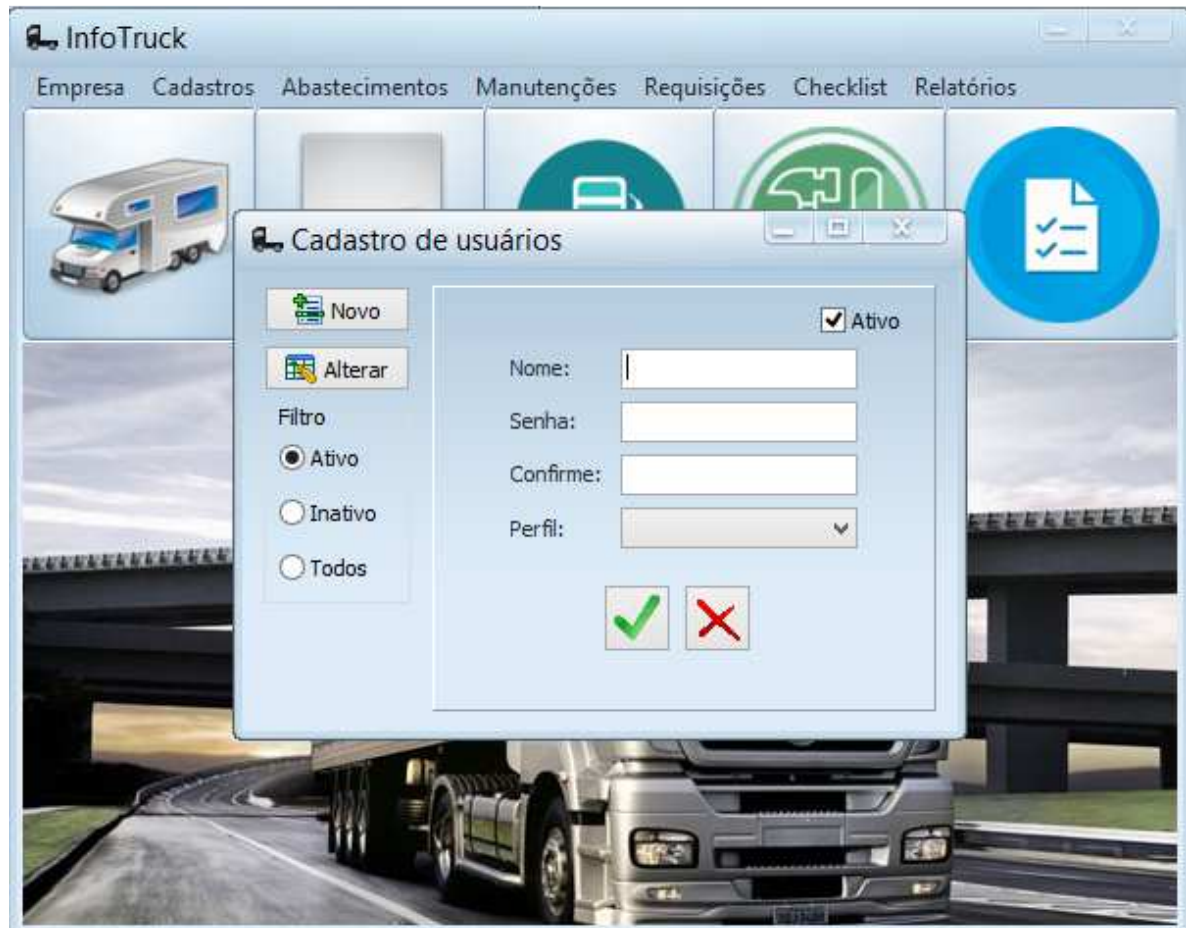 InfoTruck
Empresa Cadastros Abastecimentos Manutenções Requisições Checklist Relatórios
Cadastro de usuários
Novo
Alterar
Filtro
Ativo
Inativo
Todos
Ativo
Nome:
Senha:
Confirme:
Perfil: